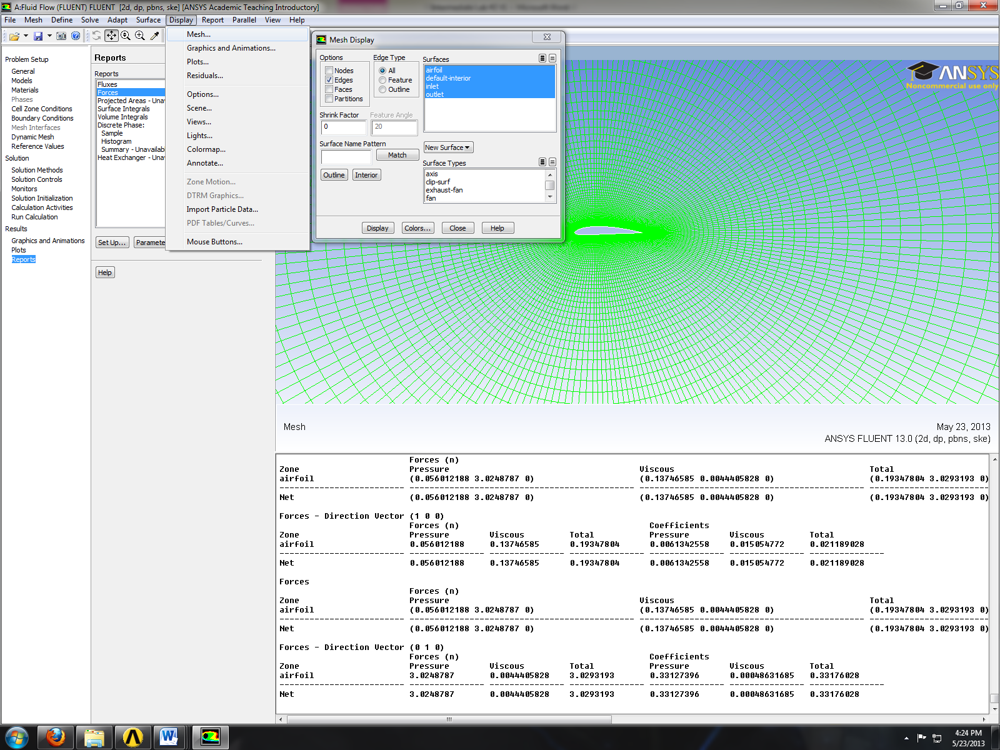 A:Fluid Flow (FLUENT) FLUENT [2d, dp, pbns, ske] [ANSYS Academic Teaching Introductory]
File Mesh Define Solve Adapt Surface Display Report Parallel View Help
Problem Setup
General
Models
Materials
Phases
Cell Zone Conditions
Boundary Conditions
Mesh Interfaces
Dynamic Mesh
Reference Values
Solution
Solution Methods
Solution Controls
Monitors
Solution Initialization
Calculation Activities
Run Calculation
Results
Graphics and Animations
Plots
Reports
Reports
Reports
Fluxes
Forces
Projected Areas - Una
Surface Integrals
Volume Integrals
Discrete Phase:
Sample
Histogram
Summary - Unavailab
Heat Exchanger - Una
Set Up... Paramete
Help
Mesh...
Graphics and Animations...
Plots...
Residuals...
Options...
Scene...
Views...
Lights...
Colormap...
Annotate...
Zone Motion...
DTRM Graphics...
Import Particle Data...
PDF Tables/Curves...
Mouse Buttons...
Mesh Display
Options
Nodes
Edges
Faces
Partitions
Edge Type
All
Feature
Outline
Shrink Factor
0
Feature Angle
20
Surface Name Pattern
Match
Outline Interior
Surfaces
airfoil
default-interior
inlet
outlet
New Surface
Surface Types
axis
clip-surf
exhaust-fan
fan
Display Colors... Close Help
ANSYS
Noncommercial use only
Mesh
May 23, 2013
ANSYS FLUENT 13.0 (2d, dp, pbns, ske)
Forces (n)
Zone Pressure Viscous Total
airfoil (0.056012188 3.0248787 0) (0.13746585 0.0044405828 0) (0.19347804 3.0293193 0)
Net (0.056012188 3.0248787 0) (0.13746585 0.0044405828 0) (0.19347804 3.0293193 0)
Forces - Direction Vector (1 0 0)
Forces (n) Coefficients
Zone Pressure Viscous Total Pressure Viscous Total
airfoil 0.056012188 0.13746585 0.19347804 0.0061342558 0.015054772 0.021189028
Net 0.056012188 0.13746585 0.19347804 0.0061342558 0.015054772 0.021189028
Forces
Forces (n)
Zone Pressure Viscous Total
airfoil (0.056012188 3.0248787 0) (0.13746585 0.0044405828 0) (0.19347804 3.0293193 0)
Net (0.056012188 3.0248787 0) (0.13746585 0.0044405828 0) (0.19347804 3.0293193 0)
Forces - Direction Vector (0 1 0)
Forces (n) Coefficients
Zone Pressure Viscous Total Pressure Viscous Total
airfoil 3.0248787 0.0044405828 3.0293193 0.33127396 0.00048631685 0.33176028
Net 3.0248787 0.0044405828 3.0293193 0.33127396 0.00048631685 0.33176028
4:24 PM
5/23/2013